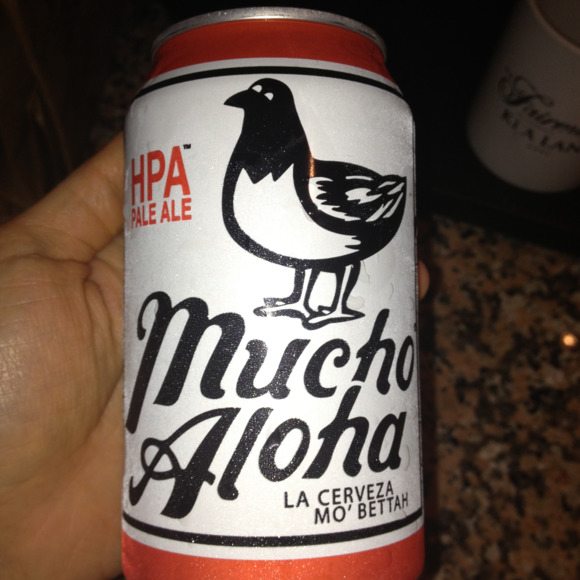 HPA™
PALE ALE
Mucho
Aloha
LA CERVEZA
MO' BETTAH